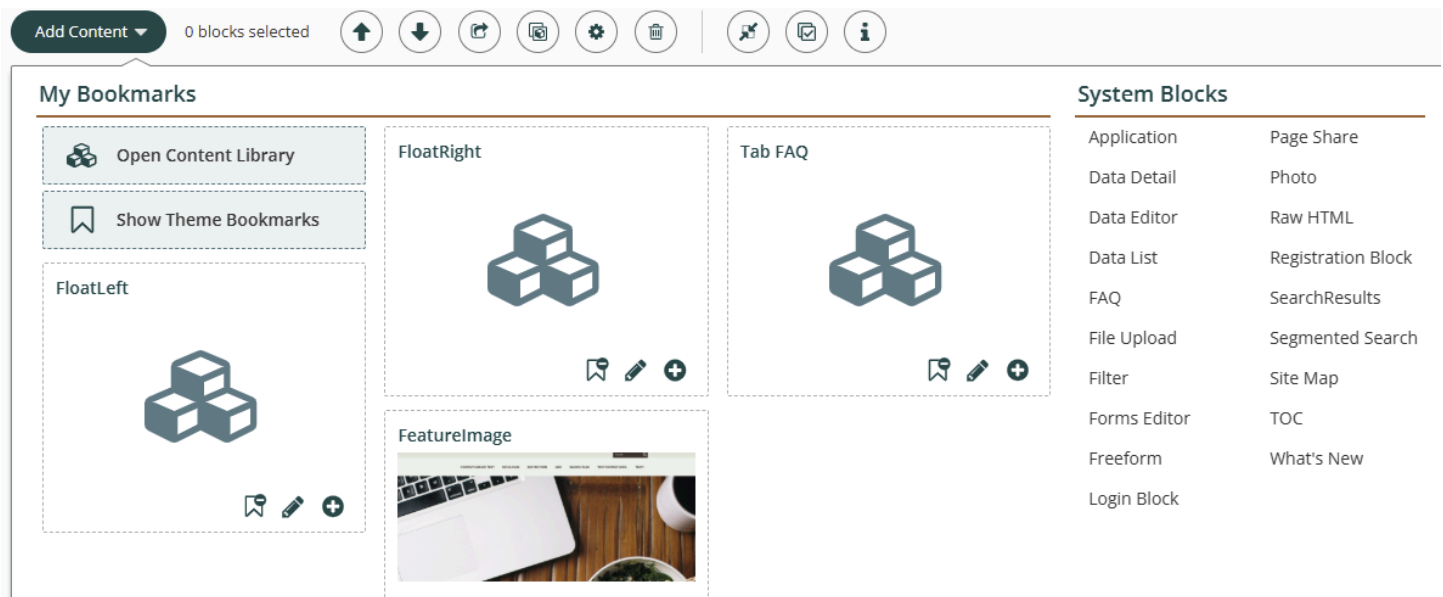 Add Content
0 blocks selected
My Bookmarks
Open Content Library
Show Theme Bookmarks
FloatLeft
FloatRight
Tab FAQ
FeatureImage
System Blocks
Application
Data Detail
Data Editor
Data List
FAQ
File Upload
Filter
Forms Editor
Freeform
Login Block
Page Share
Photo
Raw HTML
Registration Block
SearchResults
Segmented Search
Site Map
TOC
What's New